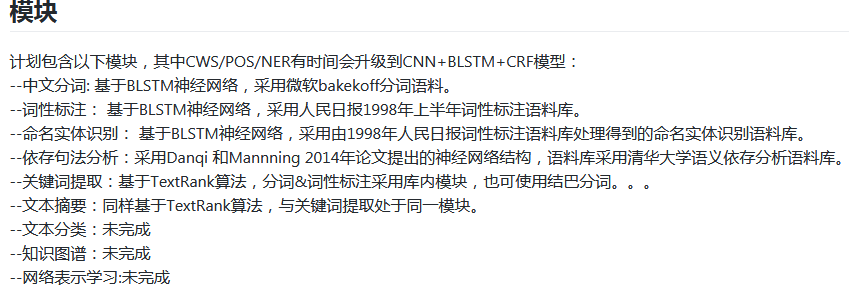 模块
计划包含以下模块，其中CWS/POS/NER有时间会升级到CNN+BLSTM+CRF模型：
--中文分词: 基于BLSTM神经网络，采用微软bakekoff分词语料。
--词性标注： 基于BLSTM神经网络，采用人民日报1998年上半年词性标注语料库。
--命名实体识别： 基于BLSTM神经网络，采用由1998年人民日报词性标注语料库处理得到的命名实体识别语料库。
--依存句法分析：采用Danqi 和Mannning 2014年论文提出的神经网络结构，语料库采用清华大学语义依存分析语料库。
--关键词提取：基于TextRank算法，分词&词性标注采用库内模块，也可使用结巴分词。。。
--文本摘要：同样基于TextRank算法，与关键词提取处于同一模块。
--文本分类：未完成
--知识图谱：未完成
--网络表示学习:未完成